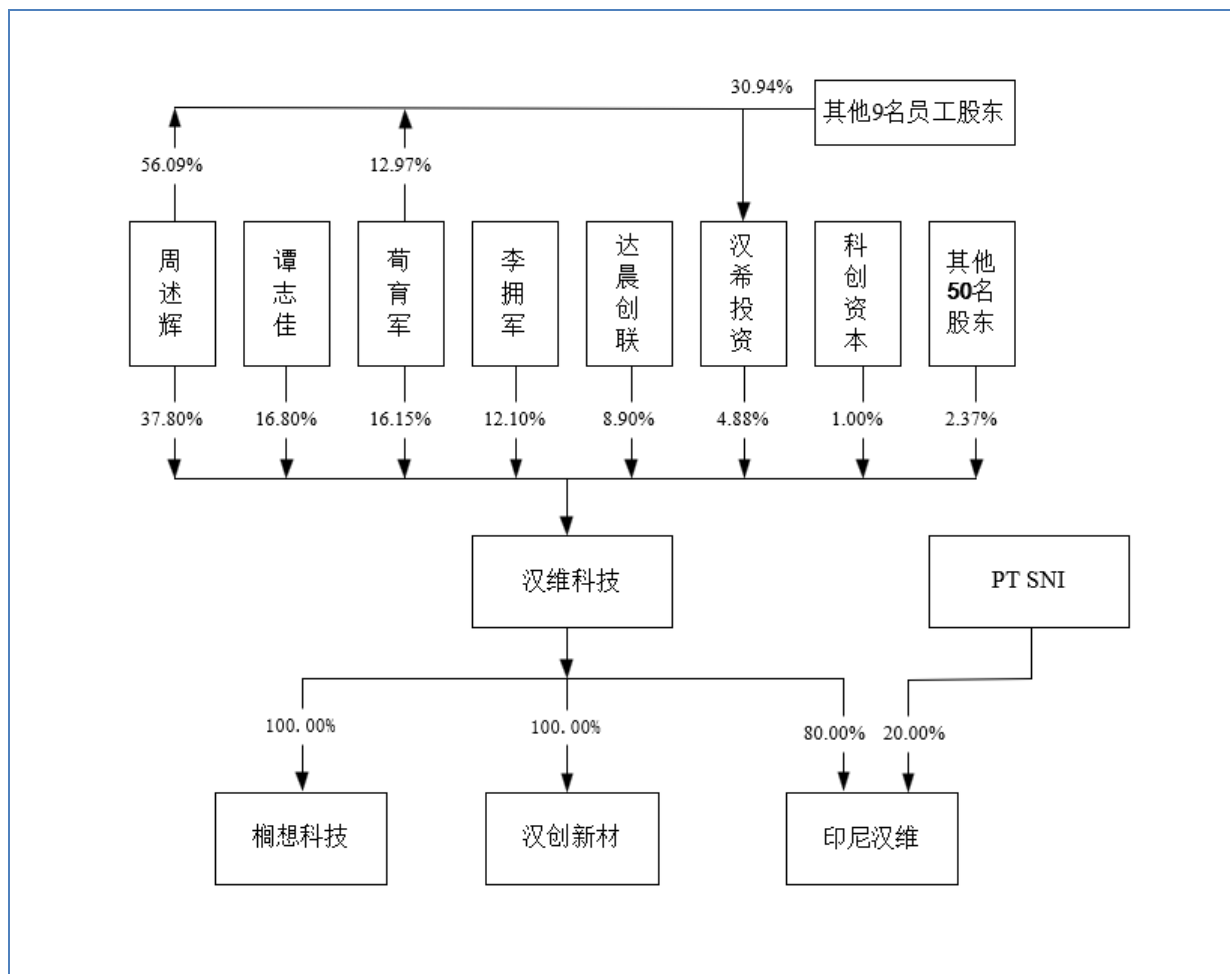 30.94%
其他9名员工股东
56.09%
12.97%
周述辉
谭志佳
荀育军
李拥军
达晨创联
汉希投资
科创资本
其他
50名
股东
37.80%
16.80%
16.15%
12.10%
8.90%
4.88%
1.00%
2.37%
汉维科技
PT SNI
100.00%
100.00%
80.00%
20.00%
榈想科技
汉创新材
印尼汉维